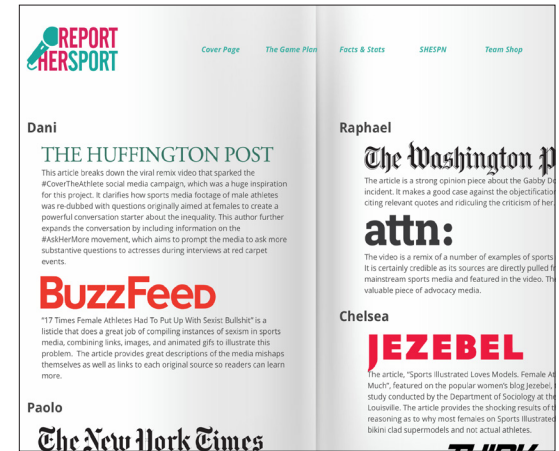 REPORT
HERSPORT
Cover Page
The Game Plan
Facts & Stats
SHESPN
Team Shop
Dani
THE HUFFINGTON POST
This article breaks down the viral remix video that sparked the
#CoverTheAthlete social media campaign, which was a huge inspiration
for this project. It clarifies how sports media footage of male athletes
was re-dubbed with questions originally aimed at females to create a
powerful conversation starter about the inequality. This author further
expands the conversation by including information on the
#AskHerMore movement, which aims to prompt the media to ask more
substantive questions to actresses during interviews at red carpet
events.
BUZZFEED
“17 Times Female Athletes Had To Put Up With Sexist Bullshit” is a
listicle that does a great job of compiling instances of sexism in sports
media, combining links, images, and animated gifs to illustrate this
problem. The article provides great descriptions of the media mishaps
themselves as well as links to each original source so readers can learn
more.
Paolo
The New York Times
Raphael
The Washington P
The article is a strong opinion piece about the Gabby Do
incident. It makes a good case against the objectificatio
citing relevant quotes and ridiculing the criticism of her
attn:
The video is a remix of a number of examples of sports
It is certainly credible as its sources are directly pulled fr
mainstream sports media and featured in the video. The
valuable piece of advocacy media.
Chelsea
JEZEBEL
The article, “Sports Illustrated Loves Models. Female At
Much”, featured on the popular women’s blog Jezebel,
study conducted by the Department of Sociology at the
Louisville. The article provides the shocking results of t
reasoning as to why most females on Sports Illustrated
bikini clad supermodels and not actual athletes.